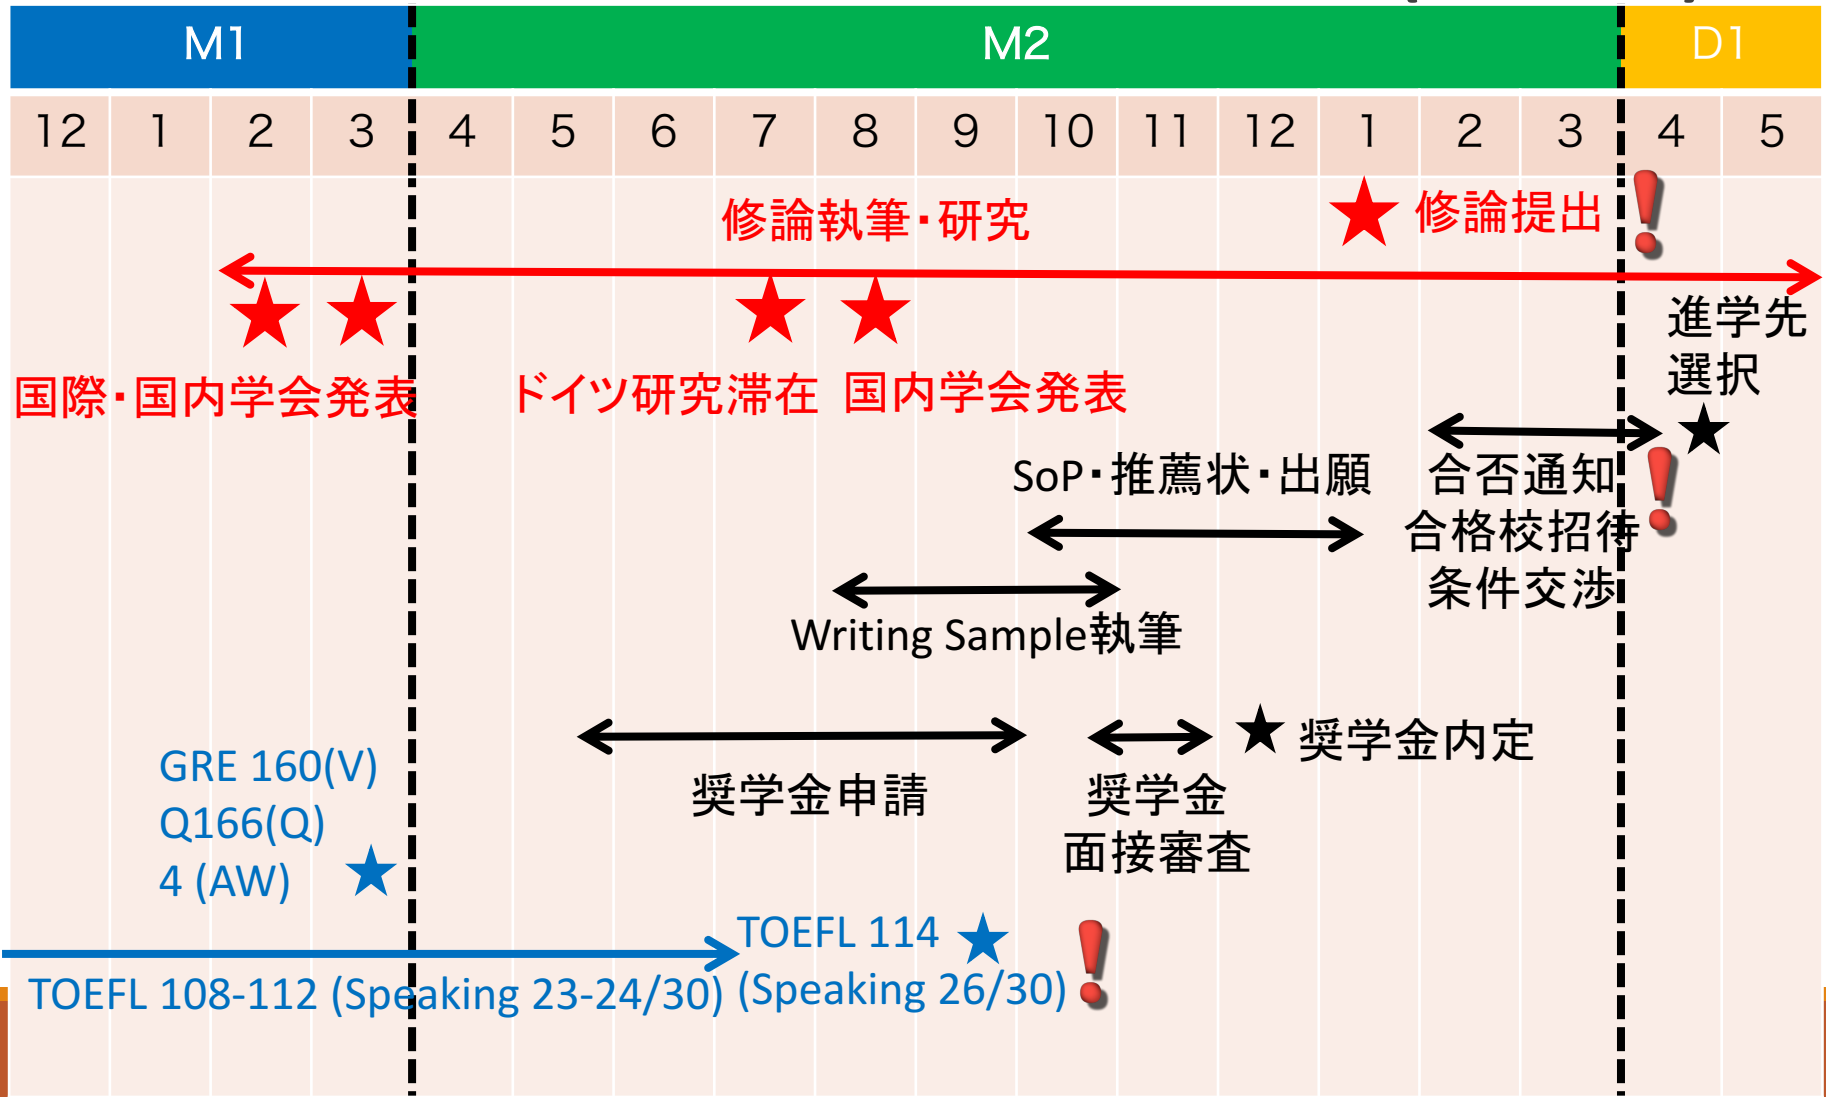 M1 M2 D1
12 1 2 3 4 5 6 7 8 9 10 11 12 1 2 3 4 5
修論執筆・研究
修論提出
国際・国内学会発表
ドイツ研究滞在
国内学会発表
進学先
選択
SoP・推薦状・出願
合否通知
合格校招待
条件交渉
Writing Sample執筆
奨学金申請
奨学金
面接審査
奨学金内定
GRE 160(V)
Q166(Q)
4 (AW)
TOEFL 108-112 (Speaking 23-24/30)
TOEFL 114
(Speaking 26/30)